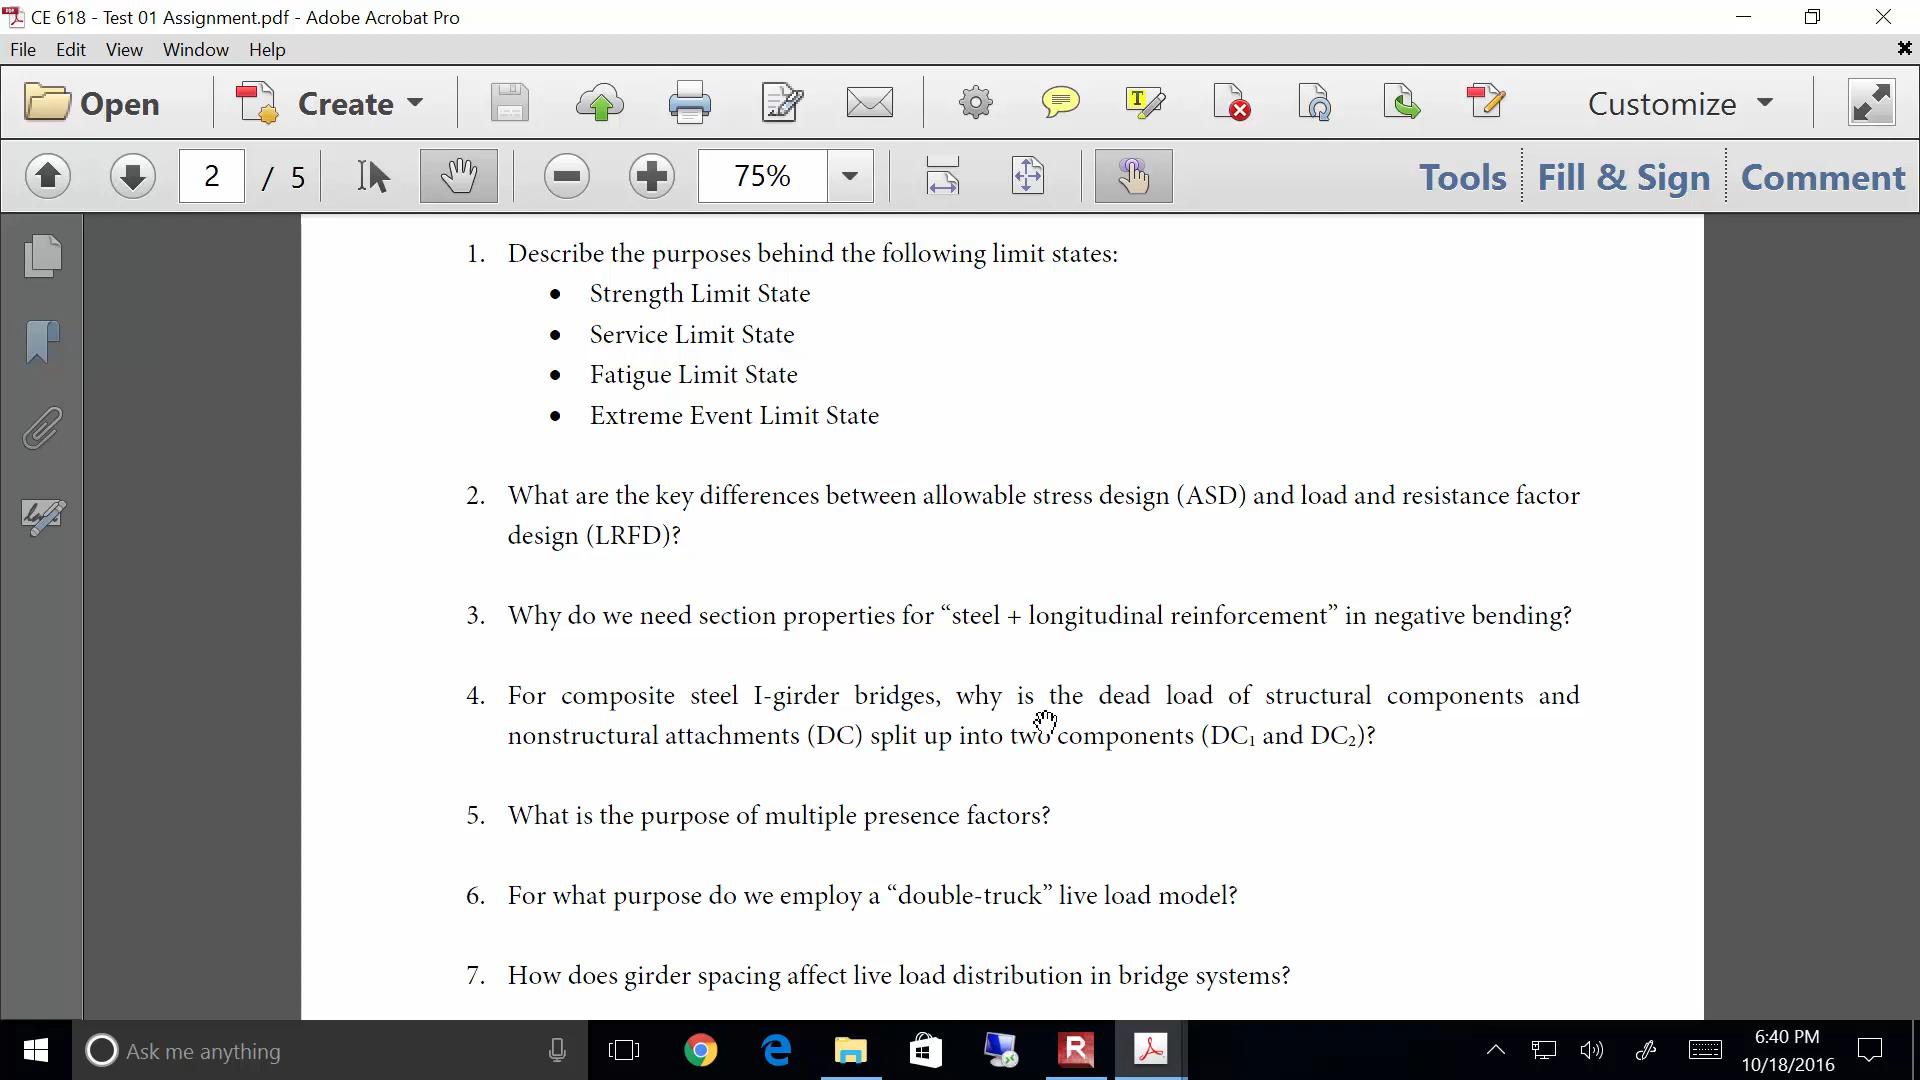 CE 618 - Test 01 Assignment.pdf - Adobe Acrobat Pro
File Edit View Window Help
Open Create Customize
2 / 5 75% Tools Fill & Sign Comment
1. Describe the purposes behind the following limit states:
• Strength Limit State
• Service Limit State
• Fatigue Limit State
• Extreme Event Limit State
2. What are the key differences between allowable stress design (ASD) and load and resistance factor
design (LRFD)?
3. Why do we need section properties for “steel + longitudinal reinforcement” in negative bending?
4. For composite steel I-girder bridges, why is the dead load of structural components and
nonstructural attachments (DC) split up into two components (DC₁ and DC₂)?
5. What is the purpose of multiple presence factors?
6. For what purpose do we employ a “double-truck” live load model?
7. How does girder spacing affect live load distribution in bridge systems?
Ask me anything
6:40 PM
10/18/2016